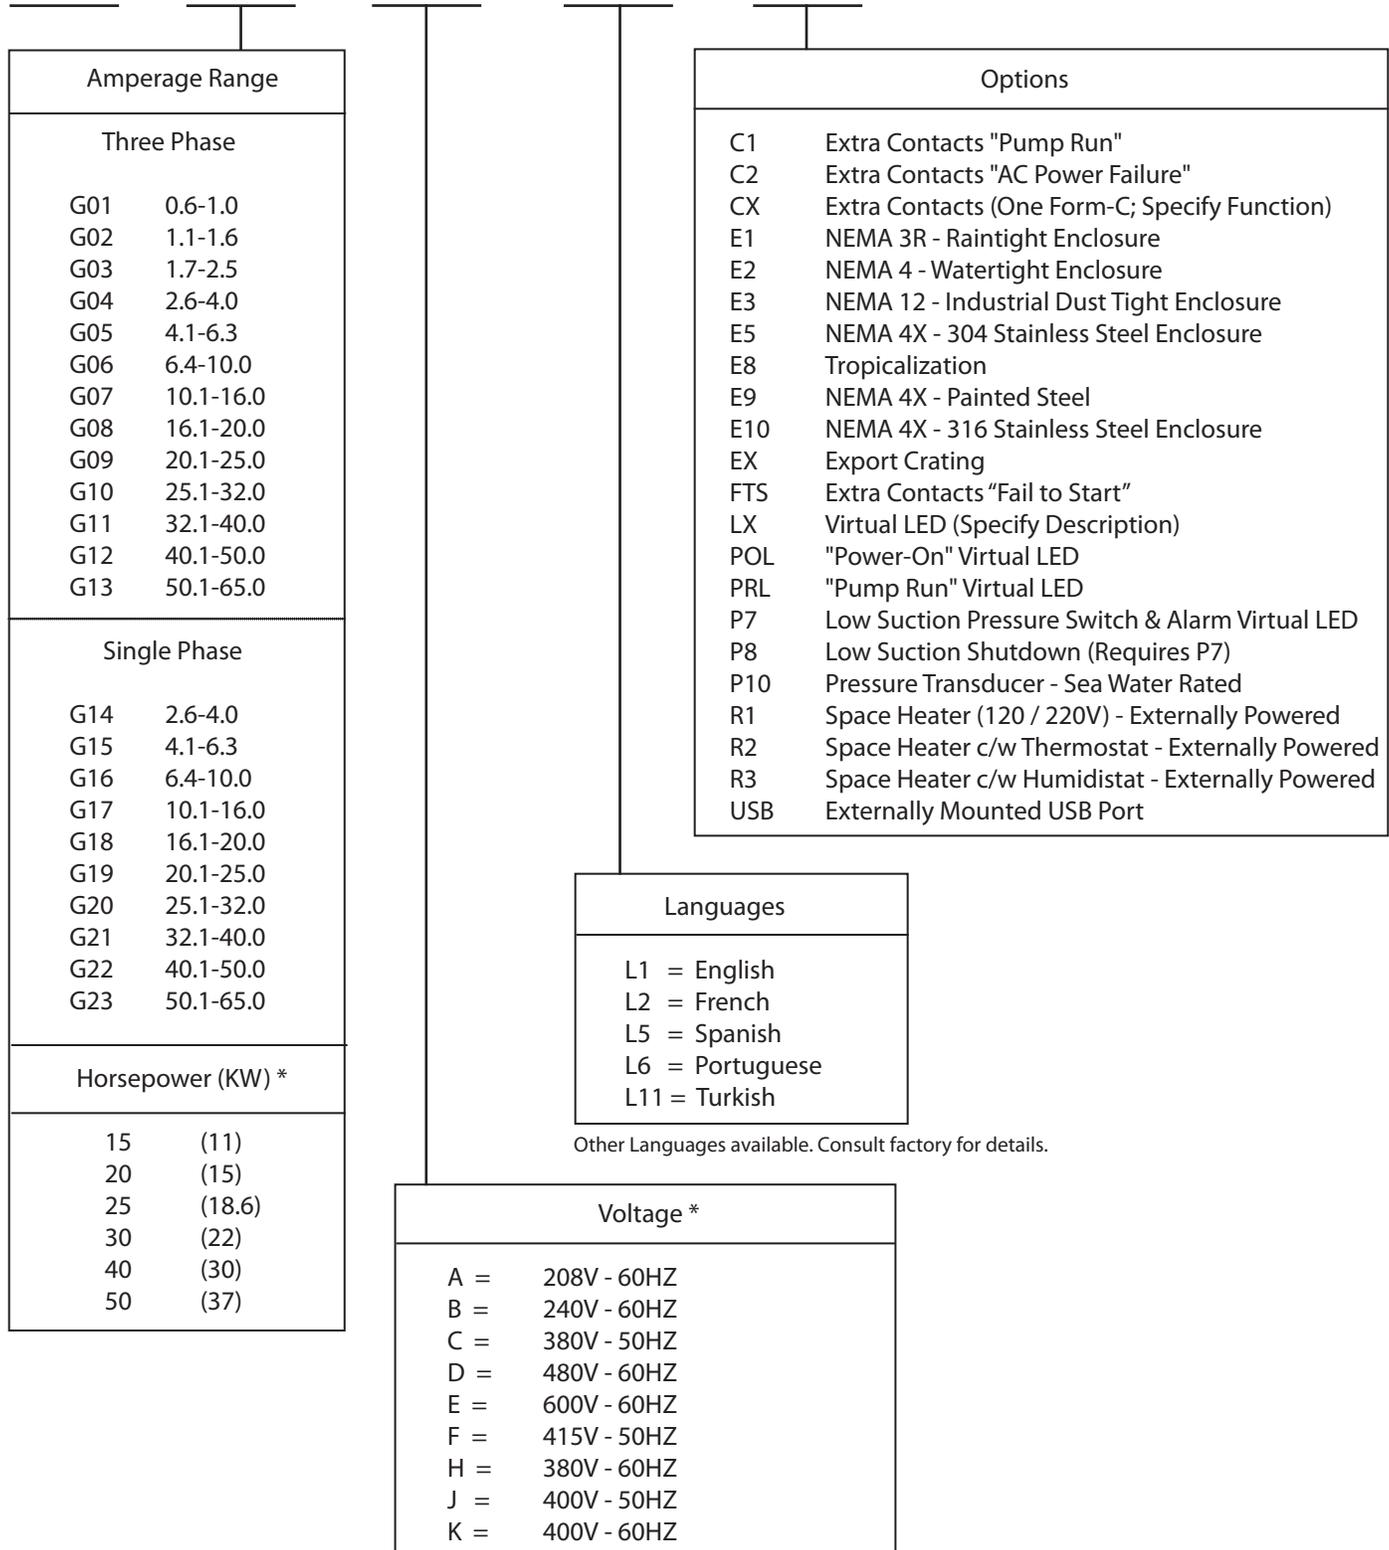 Amperage Range
Three Phase
G01 0.6-1.0
G02 1.1-1.6
G03 1.7-2.5
G04 2.6-4.0
G05 4.1-6.3
G06 6.4-10.0
G07 10.1-16.0
G08 16.1-20.0
G09 20.1-25.0
G10 25.1-32.0
G11 32.1-40.0
G12 40.1-50.0
G13 50.1-65.0
Single Phase
G14 2.6-4.0
G15 4.1-6.3
G16 6.4-10.0
G17 10.1-16.0
G18 16.1-20.0
G19 20.1-25.0
G20 25.1-32.0
G21 32.1-40.0
G22 40.1-50.0
G23 50.1-65.0
Horsepower (KW) *
15 (11)
20 (15)
25 (18.6)
30 (22)
40 (30)
50 (37)
Options
C1 Extra Contacts "Pump Run"
C2 Extra Contacts "AC Power Failure"
CX Extra Contacts (One Form-C; Specify Function)
E1 NEMA 3R - Raintight Enclosure
E2 NEMA 4 - Watertight Enclosure
E3 NEMA 12 - Industrial Dust Tight Enclosure
E5 NEMA 4X - 304 Stainless Steel Enclosure
E8 Tropicalization
E9 NEMA 4X - Painted Steel
E10 NEMA 4X - 316 Stainless Steel Enclosure
EX Export Crating
FTS Extra Contacts “Fail to Start”
LX Virtual LED (Specify Description)
POL "Power-On" Virtual LED
PRL "Pump Run" Virtual LED
P7 Low Suction Pressure Switch & Alarm Virtual LED
P8 Low Suction Shutdown (Requires P7)
P10 Pressure Transducer - Sea Water Rated
R1 Space Heater (120 / 220V) - Externally Powered
R2 Space Heater c/w Thermostat - Externally Powered
R3 Space Heater c/w Humidistat - Externally Powered
USB Externally Mounted USB Port
Languages
L1 = English
L2 = French
L5 = Spanish
L6 = Portuguese
L11 = Turkish
Other Languages available. Consult factory for details.
Voltage *
A = 208V - 60HZ
B = 240V - 60HZ
C = 380V - 50HZ
D = 480V - 60HZ
E = 600V - 60HZ
F = 415V - 50HZ
H = 380V - 60HZ
J = 400V - 50HZ
K = 400V - 60HZ